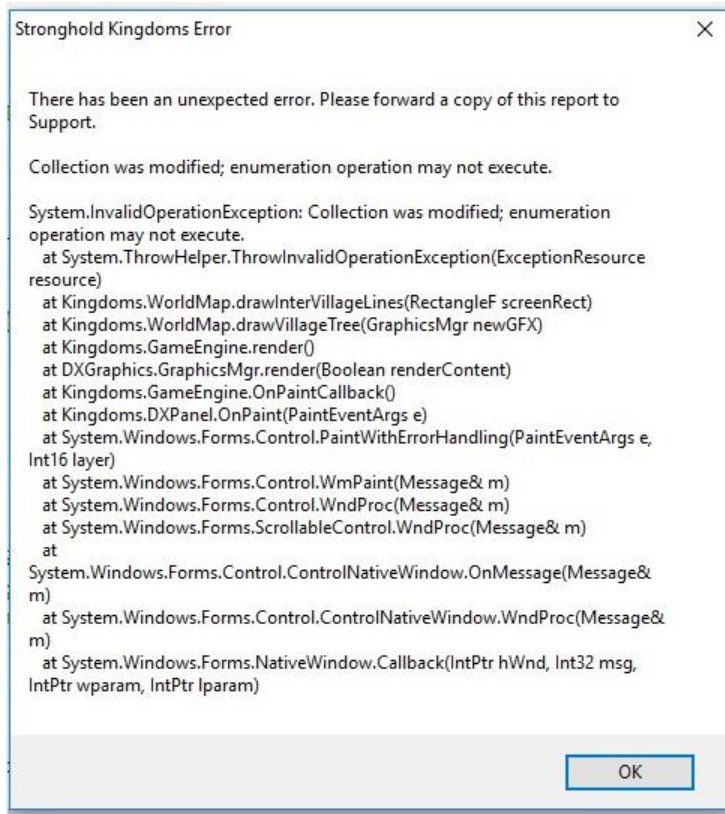 Stronghold Kingdoms Error
There has been an unexpected error. Please forward a copy of this report to
Support.
Collection was modified; enumeration operation may not execute.
System.InvalidOperationException: Collection was modified; enumeration
operation may not execute.
at System.ThrowHelper.ThrowInvalidOperationException(ExceptionResource
resource)
at Kingdoms.WorldMap.drawInterVillageLines(RectangleF screenRect)
at Kingdoms.WorldMap.drawVillageTree(GraphicsMgr newGFX)
at Kingdoms.GameEngine.render()
at DXGraphics.GraphicsMgr.render(Boolean renderContent)
at Kingdoms.GameEngine.OnPaintCallback()
at Kingdoms.DXPanel.OnPaint(PaintEventArgs e)
at System.Windows.Forms.Control.PaintWithErrorHandling(PaintEventArgs e,
Int16 layer)
at System.Windows.Forms.Control.WmPaint(Message& m)
at System.Windows.Forms.Control.WndProc(Message& m)
at System.Windows.Forms.ScrollableControl.WndProc(Message& m)
at
System.Windows.Forms.Control.ControlNativeWindow.OnMessage(Message&
m)
at System.Windows.Forms.Control.ControlNativeWindow.WndProc(Message&
m)
at System.Windows.Forms.NativeWindow.Callback(IntPtr hWnd, Int32 msg,
IntPtr wparam, IntPtr lparam)
OK